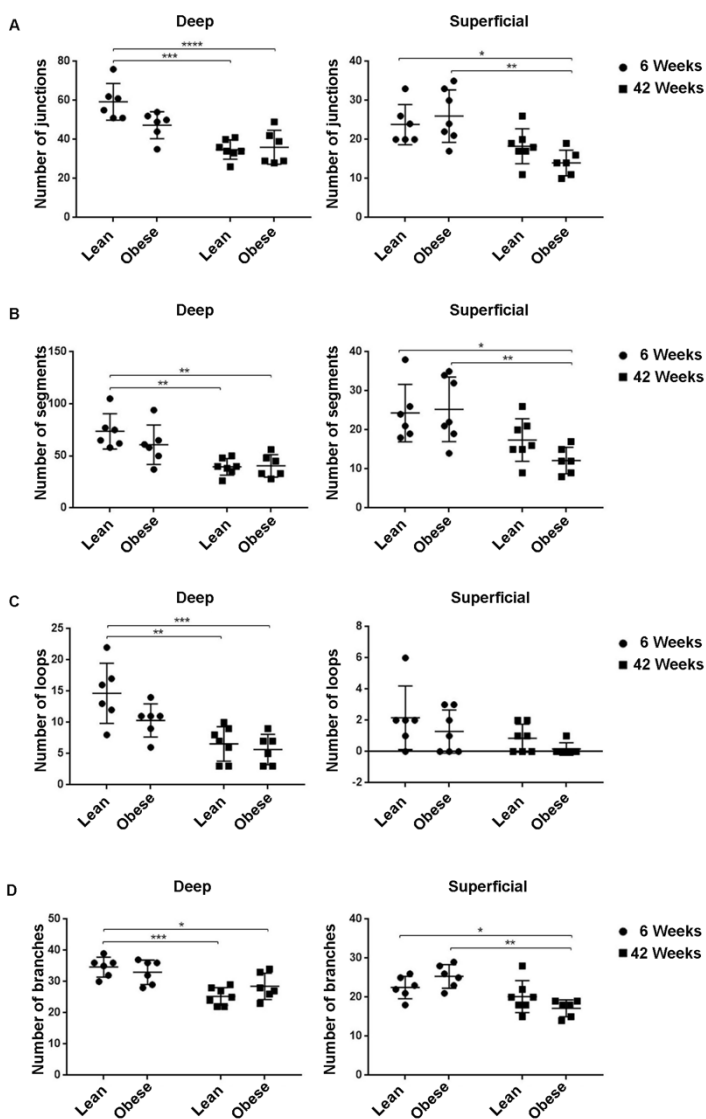 A
Deep
Superficial
Number of junctions
80
60
40
20
0
****
***
Lean
Obese
Lean
Obese
Number of junctions
40
30
20
10
0
*
**
Lean
Obese
Lean
Obese
6 Weeks
42 Weeks
B
Deep
Superficial
Number of segments
150
100
50
0
**
**
Lean
Obese
Lean
Obese
Number of segments
40
30
20
10
0
*
**
Lean
Obese
Lean
Obese
6 Weeks
42 Weeks
C
Deep
Superficial
Number of loops
25
20
15
10
5
0
***
**
Lean
Obese
Lean
Obese
Number of loops
8
6
4
2
0
-2
Lean
Obese
Lean
Obese
6 Weeks
42 Weeks
D
Deep
Superficial
Number of branches
50
40
30
20
10
0
*
***
Lean
Obese
Lean
Obese
Number of branches
40
30
20
10
0
*
**
Lean
Obese
Lean
Obese
6 Weeks
42 Weeks